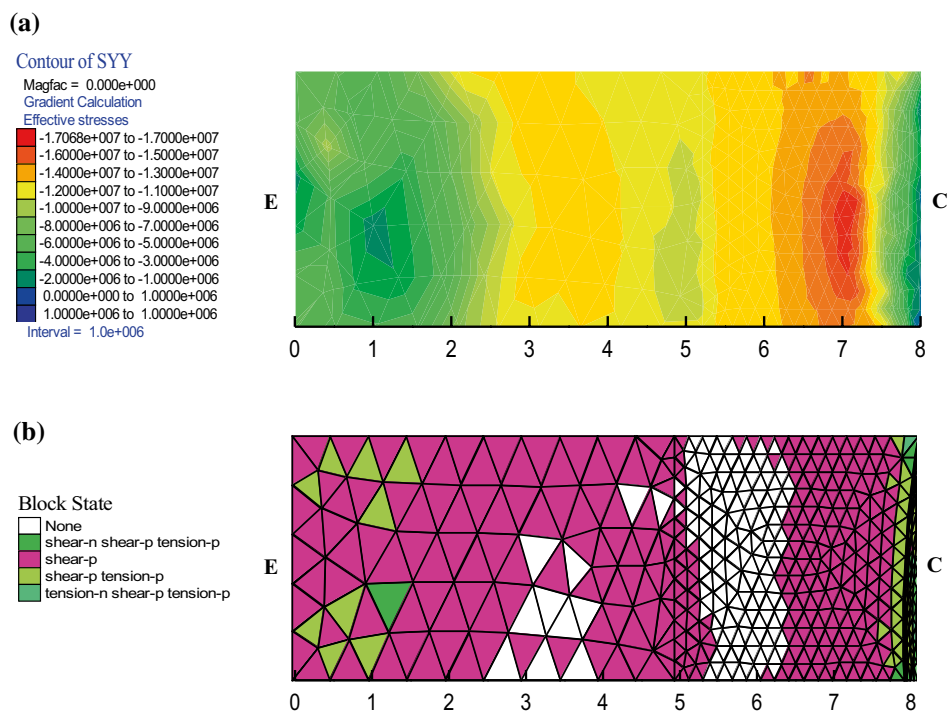 (a)
Contour of SYY
Magfac = 0.000e+000
Gradient Calculation
Effective stresses
-1.7068e+007 to -1.7000e+007
-1.6000e+007 to -1.5000e+007
-1.4000e+007 to -1.3000e+007
-1.2000e+007 to -1.1000e+007
-1.0000e+007 to -9.0000e+006
-8.0000e+006 to -7.0000e+006
-6.0000e+006 to -5.0000e+006
-4.0000e+006 to -3.0000e+006
-2.0000e+006 to -1.0000e+006
0.0000e+000 to 1.0000e+006
1.0000e+006 to 1.0000e+006
Interval = 1.0e+006
E
C
0 1 2 3 4 5 6 7 8
(b)
Block State
None
shear-n shear-p tension-p
shear-p
shear-p tension-p
tension-n shear-p tension-p
E
C
0 1 2 3 4 5 6 7 8